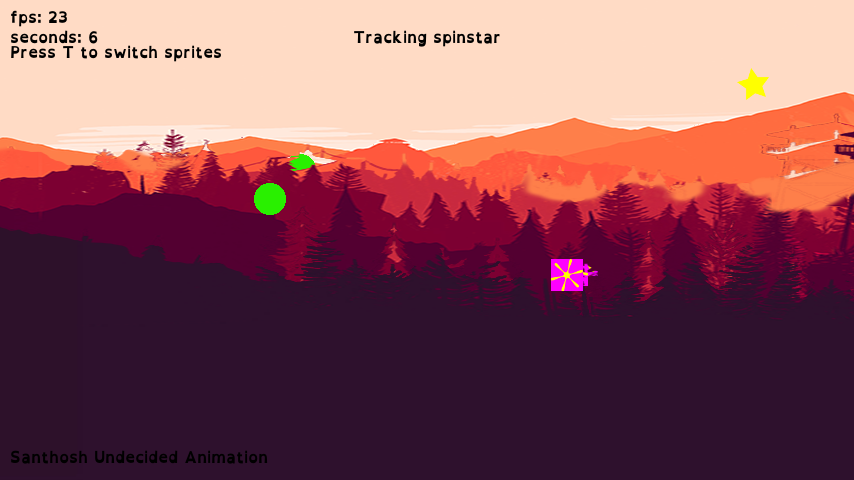 fps: 23
seconds: 6
Press T to switch sprites
Tracking spinstar
Santhosh Undecided Animation